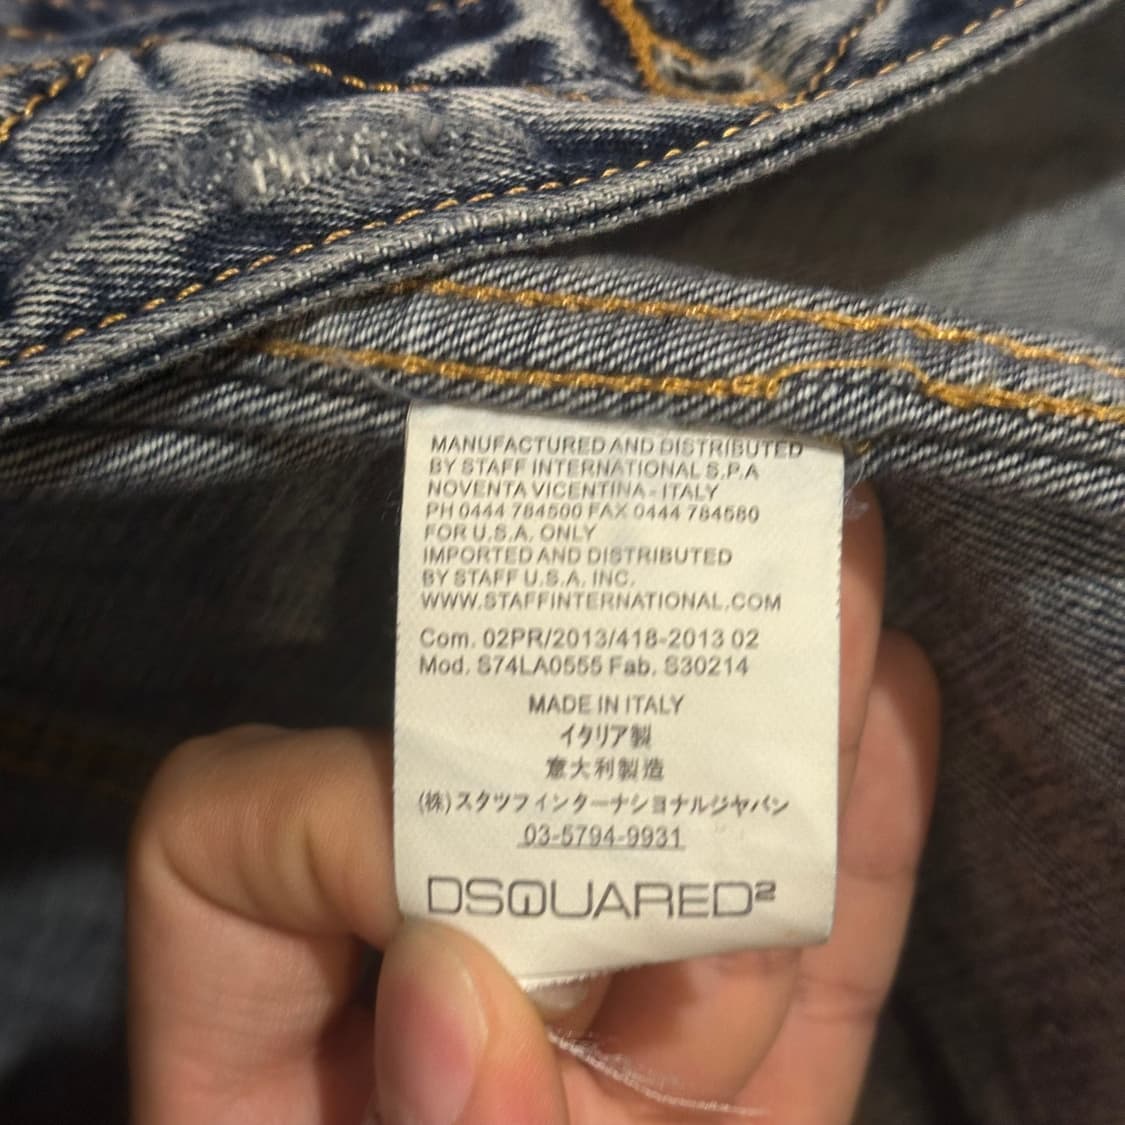 MANUFACTURED AND DISTRIBUTED
BY STAFF INTERNATIONAL S.P.A
NOVENTA VICENTINA - ITALY
PH 0444 784500 FAX 0444 784580
FOR U.S.A. ONLY
IMPORTED AND DISTRIBUTED
BY STAFF U.S.A. INC.
WWW.STAFFINTERNATIONAL.COM
Com. 02PR/2013/418-2013 02
Mod. S74LA0555 Fab. S30214
MADE IN ITALY
イタリア製
意大利製造
(株)スタツフインターナショナルジヤパン
03-5794-9931
DSQUARED²